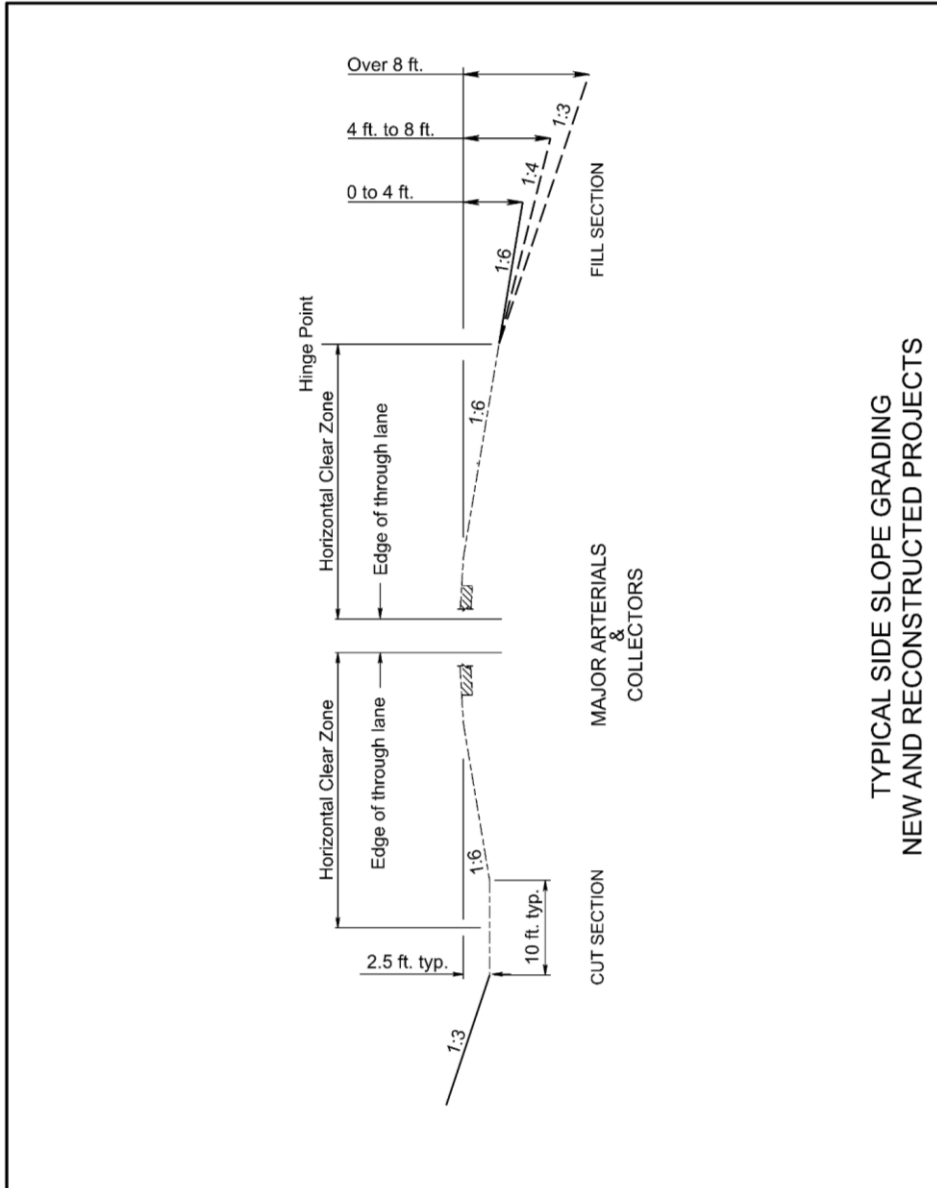 Over 8 ft.
4 ft. to 8 ft.
0 to 4 ft.
1:3
1:4
1:6
FILL SECTION
Hinge Point
Horizontal Clear Zone
Edge of through lane
1:6
Horizontal Clear Zone
Edge of through lane
1:6
MAJOR ARTERIALS
&
COLLECTORS
2.5 ft. typ.
10 ft. typ.
1:3
CUT SECTION
TYPICAL SIDE SLOPE GRADING
NEW AND RECONSTRUCTED PROJECTS